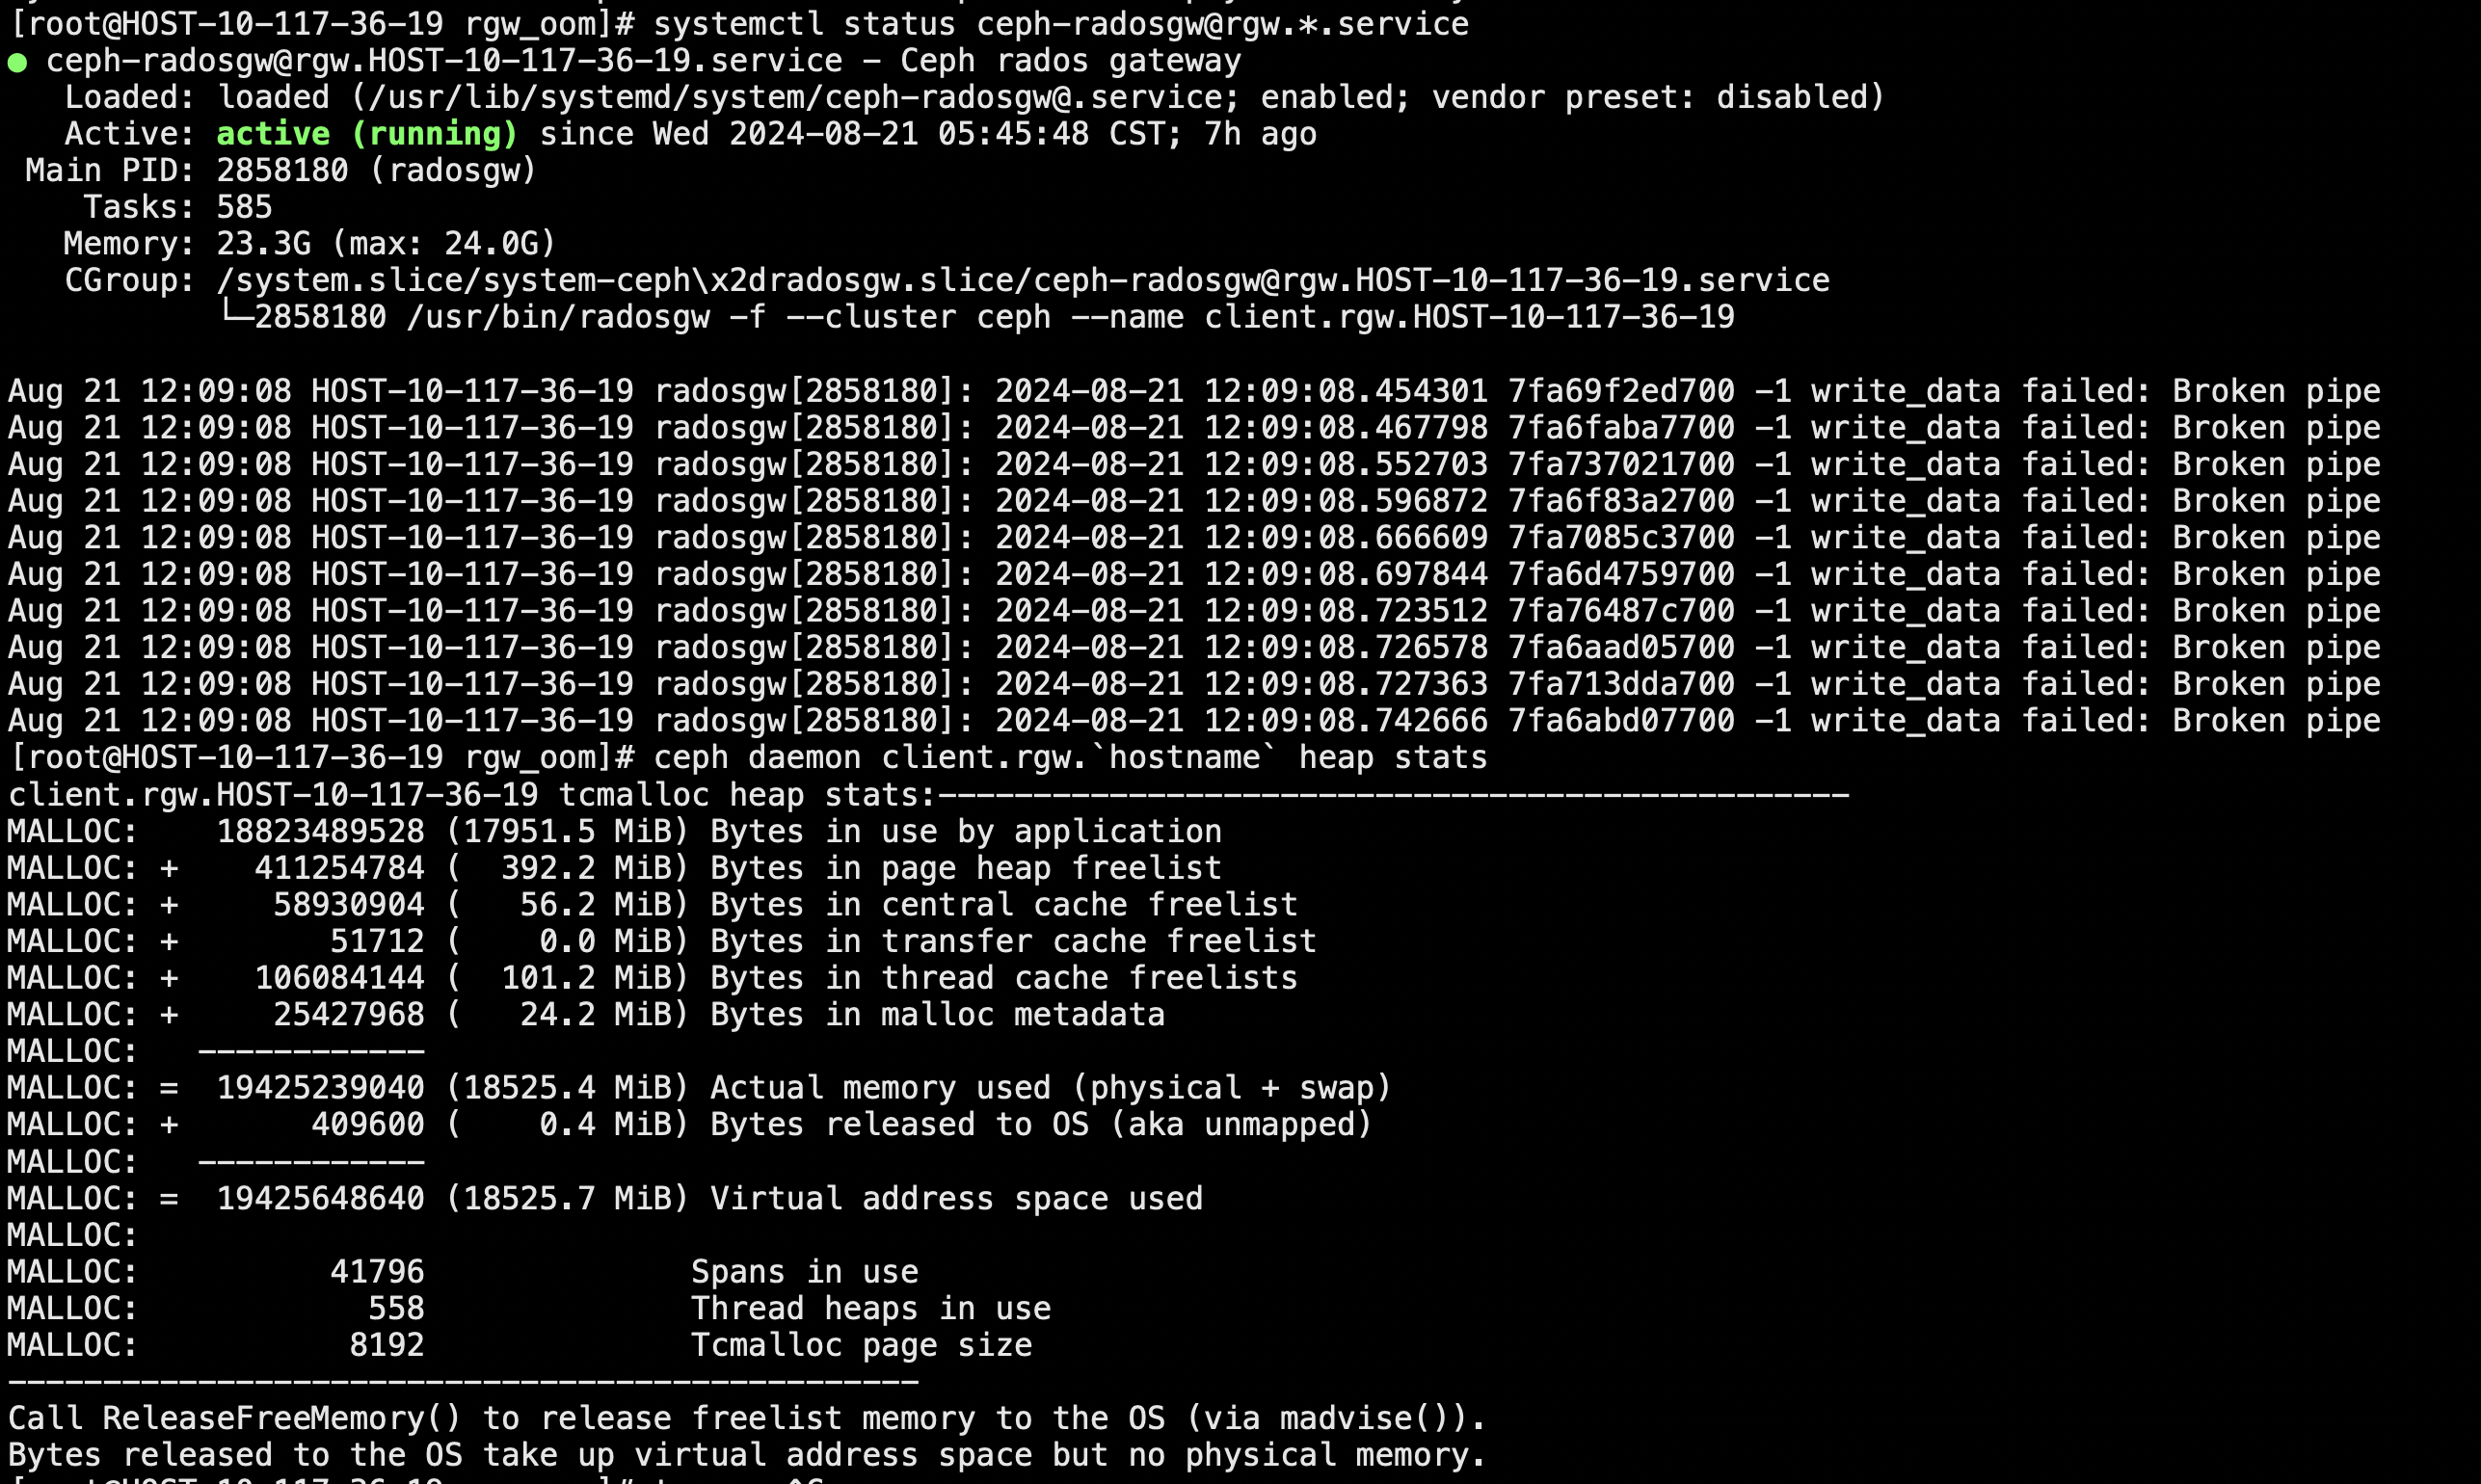 [root@HOST-10-117-36-19 rgw_oom]# systemctl status ceph-radosgw@rgw.*.service
● ceph-radosgw@rgw.HOST-10-117-36-19.service - Ceph rados gateway
   Loaded: loaded (/usr/lib/systemd/system/ceph-radosgw@.service; enabled; vendor preset: disabled)
   Active: active (running) since Wed 2024-08-21 05:45:48 CST; 7h ago
 Main PID: 2858180 (radosgw)
    Tasks: 585
   Memory: 23.3G (max: 24.0G)
   CGroup: /system.slice/system-ceph\x2dradosgw.slice/ceph-radosgw@rgw.HOST-10-117-36-19.service
           └─2858180 /usr/bin/radosgw -f --cluster ceph --name client.rgw.HOST-10-117-36-19
Aug 21 12:09:08 HOST-10-117-36-19 radosgw[2858180]: 2024-08-21 12:09:08.454301 7fa69f2ed700 -1 write_data failed: Broken pipe
Aug 21 12:09:08 HOST-10-117-36-19 radosgw[2858180]: 2024-08-21 12:09:08.467798 7fa6faba7700 -1 write_data failed: Broken pipe
Aug 21 12:09:08 HOST-10-117-36-19 radosgw[2858180]: 2024-08-21 12:09:08.552703 7fa737021700 -1 write_data failed: Broken pipe
Aug 21 12:09:08 HOST-10-117-36-19 radosgw[2858180]: 2024-08-21 12:09:08.596872 7fa6f83a2700 -1 write_data failed: Broken pipe
Aug 21 12:09:08 HOST-10-117-36-19 radosgw[2858180]: 2024-08-21 12:09:08.666609 7fa7085c3700 -1 write_data failed: Broken pipe
Aug 21 12:09:08 HOST-10-117-36-19 radosgw[2858180]: 2024-08-21 12:09:08.697844 7fa6d4759700 -1 write_data failed: Broken pipe
Aug 21 12:09:08 HOST-10-117-36-19 radosgw[2858180]: 2024-08-21 12:09:08.723512 7fa76487c700 -1 write_data failed: Broken pipe
Aug 21 12:09:08 HOST-10-117-36-19 radosgw[2858180]: 2024-08-21 12:09:08.726578 7fa6aad05700 -1 write_data failed: Broken pipe
Aug 21 12:09:08 HOST-10-117-36-19 radosgw[2858180]: 2024-08-21 12:09:08.727363 7fa713dda700 -1 write_data failed: Broken pipe
Aug 21 12:09:08 HOST-10-117-36-19 radosgw[2858180]: 2024-08-21 12:09:08.742666 7fa6abd07700 -1 write_data failed: Broken pipe
[root@HOST-10-117-36-19 rgw_oom]# ceph daemon client.rgw.`hostname` heap stats
client.rgw.HOST-10-117-36-19 tcmalloc heap stats:------------------------------------------------
MALLOC:    18823489528 (17951.5 MiB) Bytes in use by application
MALLOC: +    411254784 (  392.2 MiB) Bytes in page heap freelist
MALLOC: +     58930904 (   56.2 MiB) Bytes in central cache freelist
MALLOC: +        51712 (    0.0 MiB) Bytes in transfer cache freelist
MALLOC: +    106084144 (  101.2 MiB) Bytes in thread cache freelists
MALLOC: +     25427968 (   24.2 MiB) Bytes in malloc metadata
MALLOC:   ------------
MALLOC: =  19425239040 (18525.4 MiB) Actual memory used (physical + swap)
MALLOC: +       409600 (    0.4 MiB) Bytes released to OS (aka unmapped)
MALLOC:   ------------
MALLOC: =  19425648640 (18525.7 MiB) Virtual address space used
MALLOC:
MALLOC:          41796              Spans in use
MALLOC:            558              Thread heaps in use
MALLOC:           8192              Tcmalloc page size
------------------------------------------------
Call ReleaseFreeMemory() to release freelist memory to the OS (via madvise()).
Bytes released to the OS take up virtual address space but no physical memory.